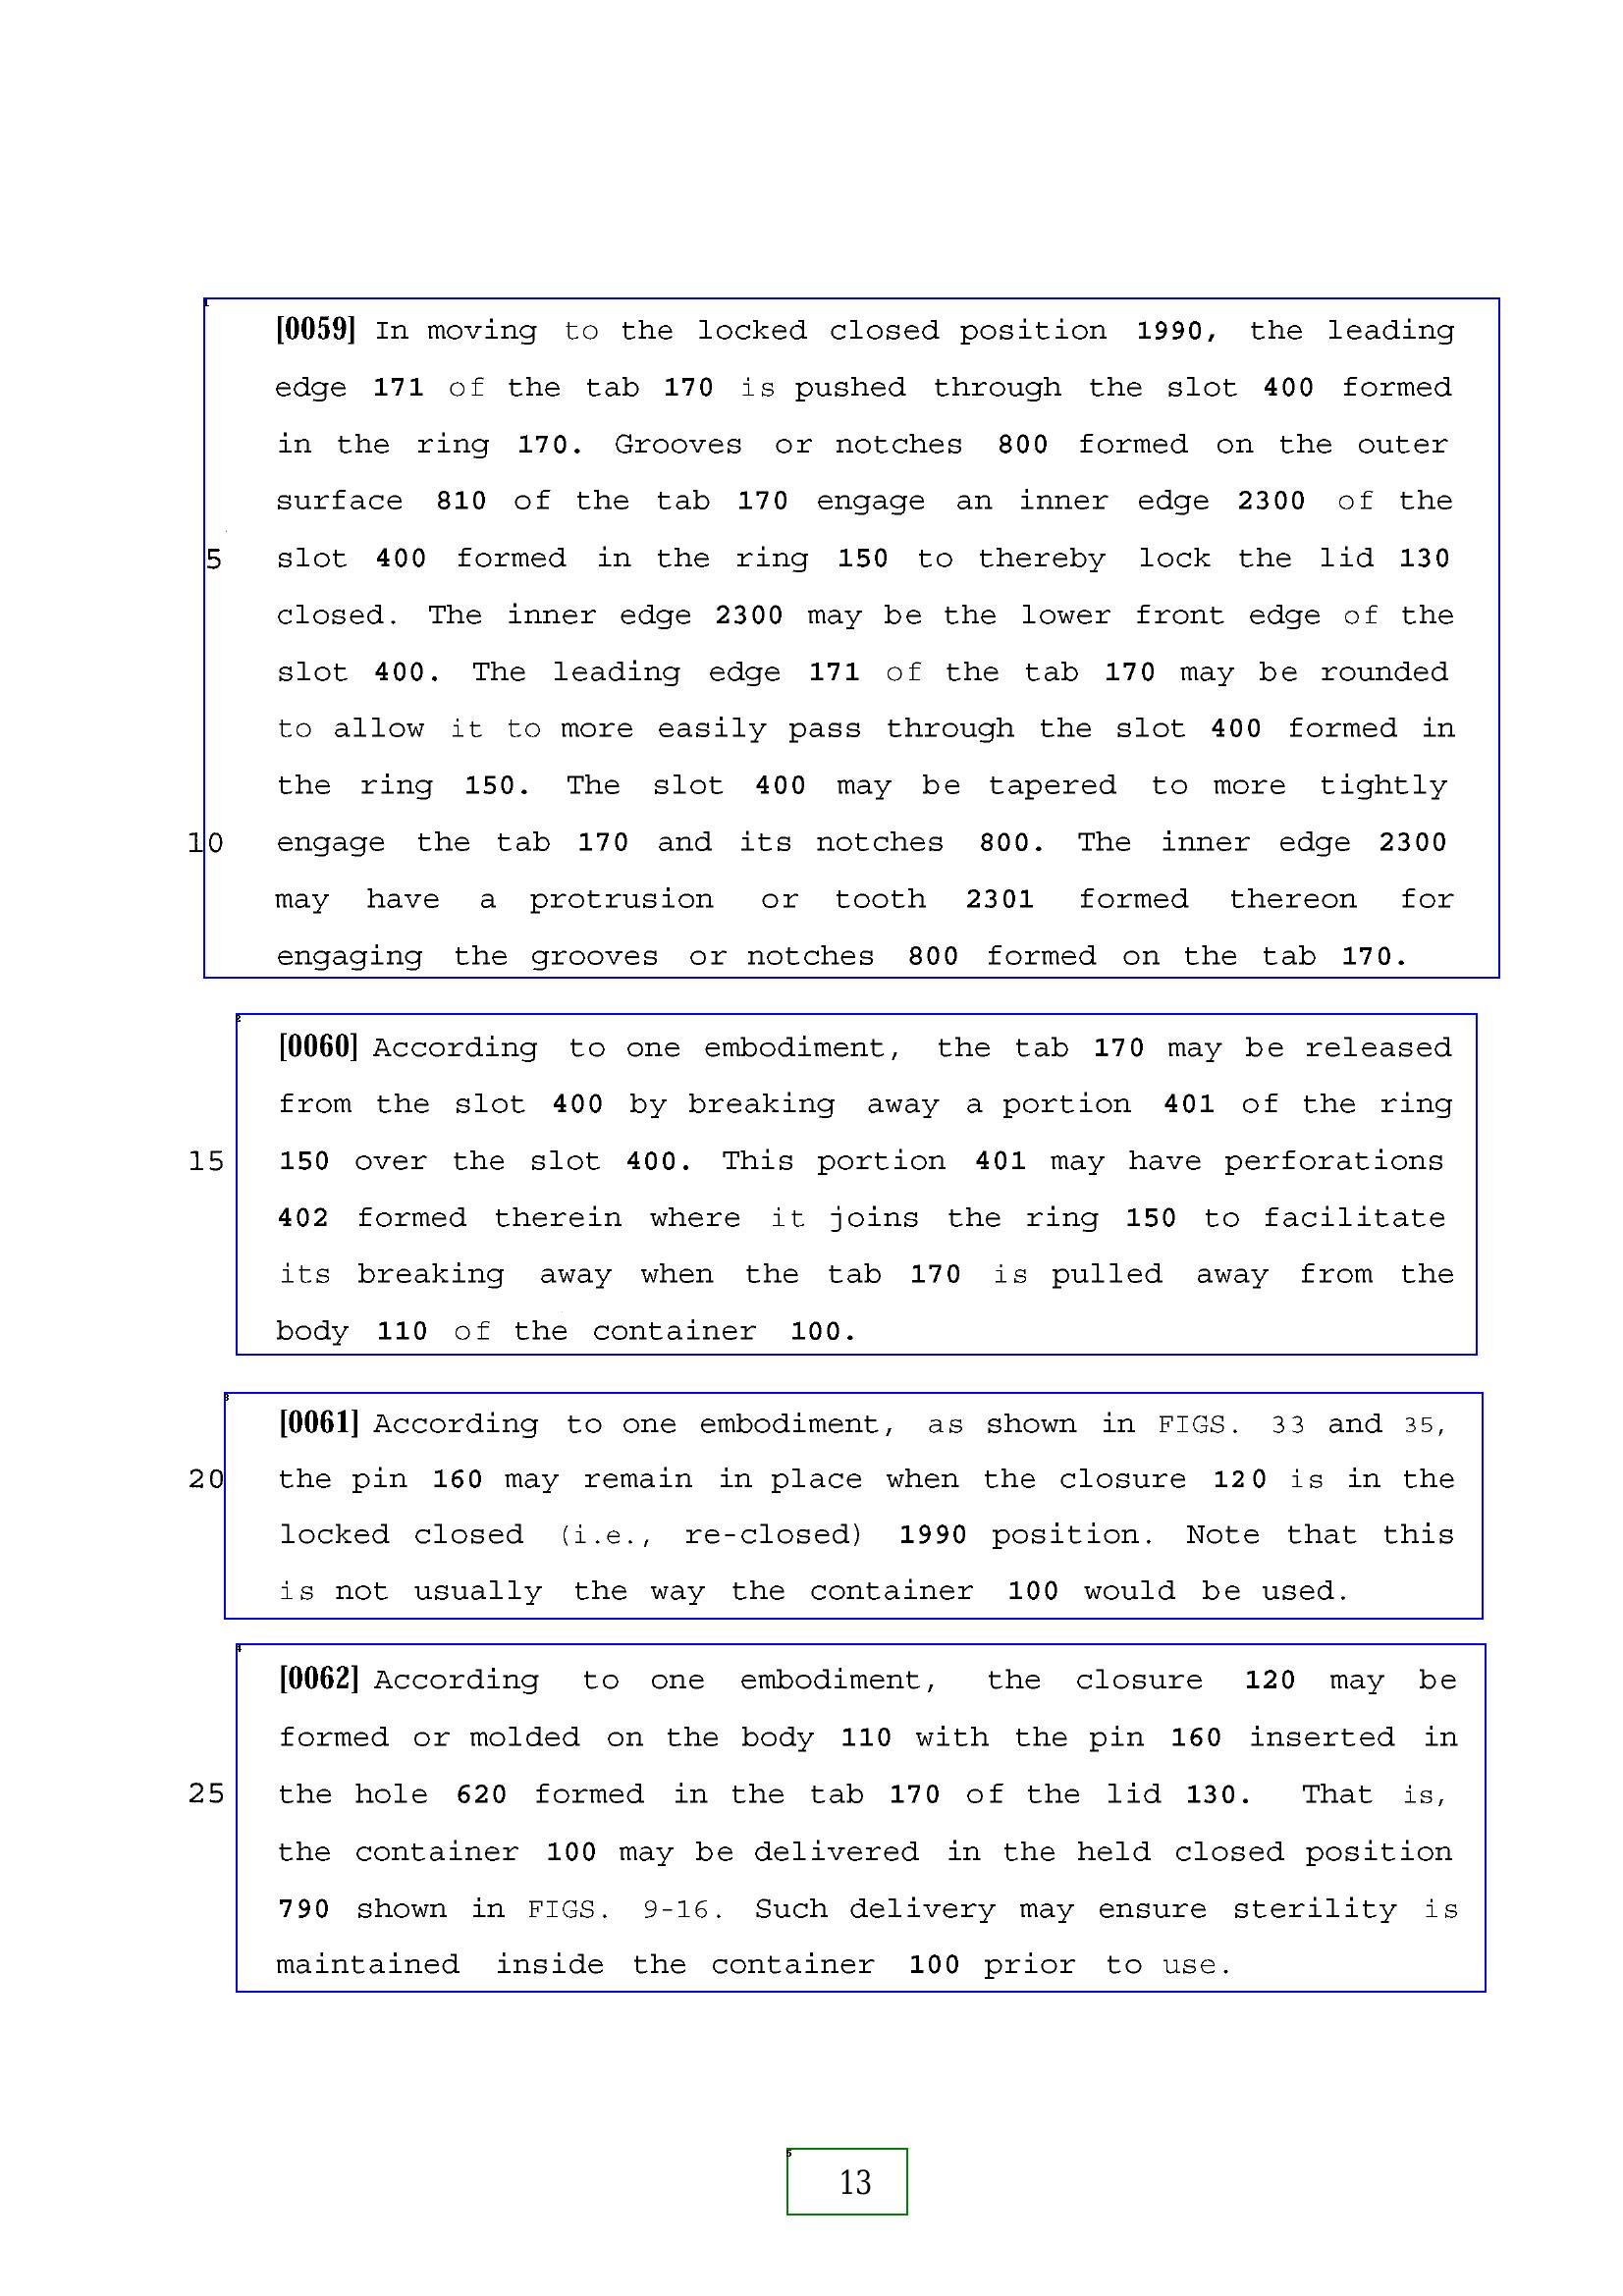 [0059] In moving to the locked closed position 1990, the leading
edge 171 of the tab 170 is pushed through the slot 400 formed
in the ring 170. Grooves or notches 800 formed on the outer
surface 810 of the tab 170 engage an inner edge 2300 of the
5 slot 400 formed in the ring 150 to thereby lock the lid 130
closed. The inner edge 2300 may be the lower front edge of the
slot 400. The leading edge 171 of the tab 170 may be rounded
to allow it to more easily pass through the slot 400 formed in
the ring 150. The slot 400 may be tapered to more tightly
10 engage the tab 170 and its notches 800. The inner edge 2300
may have a protrusion or tooth 2301 formed thereon for
engaging the grooves or notches 800 formed on the tab 170.
[0060] According to one embodiment, the tab 170 may be released
from the slot 400 by breaking away a portion 401 of the ring
15 150 over the slot 400. This portion 401 may have perforations
402 formed therein where it joins the ring 150 to facilitate
its breaking away when the tab 170 is pulled away from the
body 110 of the container 100.
[0061] According to one embodiment, as shown in FIGS. 33 and 35,
20 the pin 160 may remain in place when the closure 120 is in the
locked closed (i.e., re-closed) 1990 position. Note that this
is not usually the way the container 100 would be used.
[0062] According to one embodiment, the closure 120 may be
formed or molded on the body 110 with the pin 160 inserted in
25 the hole 620 formed in the tab 170 of the lid 130. That is,
the container 100 may be delivered in the held closed position
790 shown in FIGS. 9-16. Such delivery may ensure sterility is
maintained inside the container 100 prior to use.
13